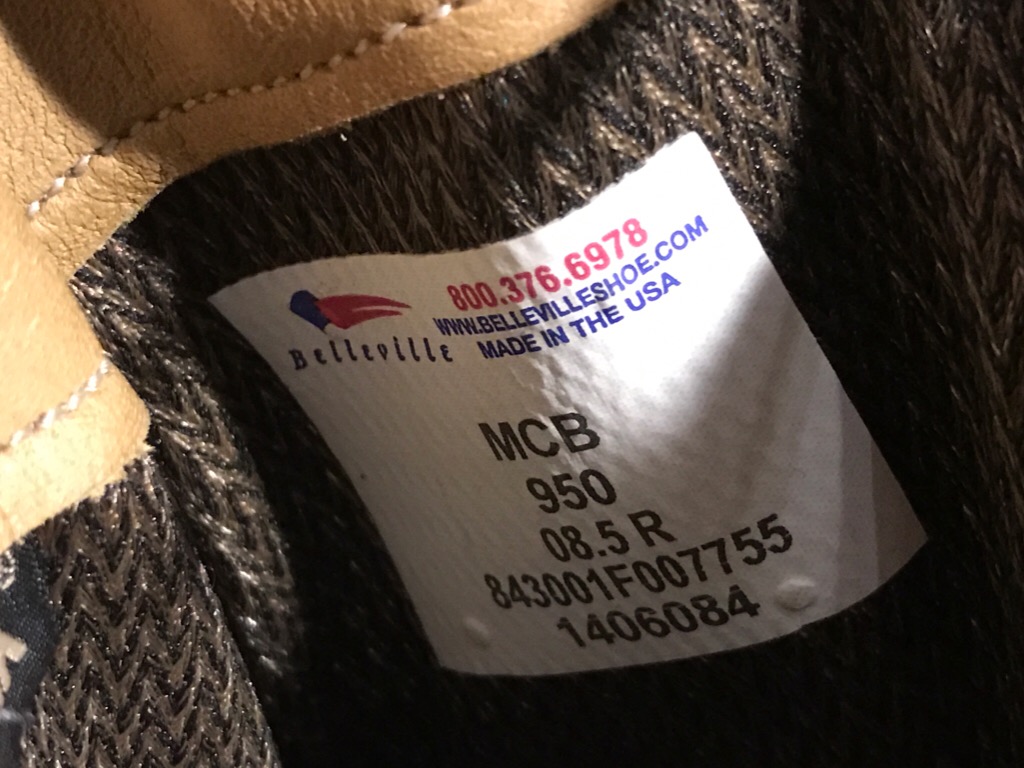 800.376.6978
WWW.BELLEVILLESHOE.COM
Belleville
MADE IN THE USA
MCB
950
08.5 R
843001F007755
1406084